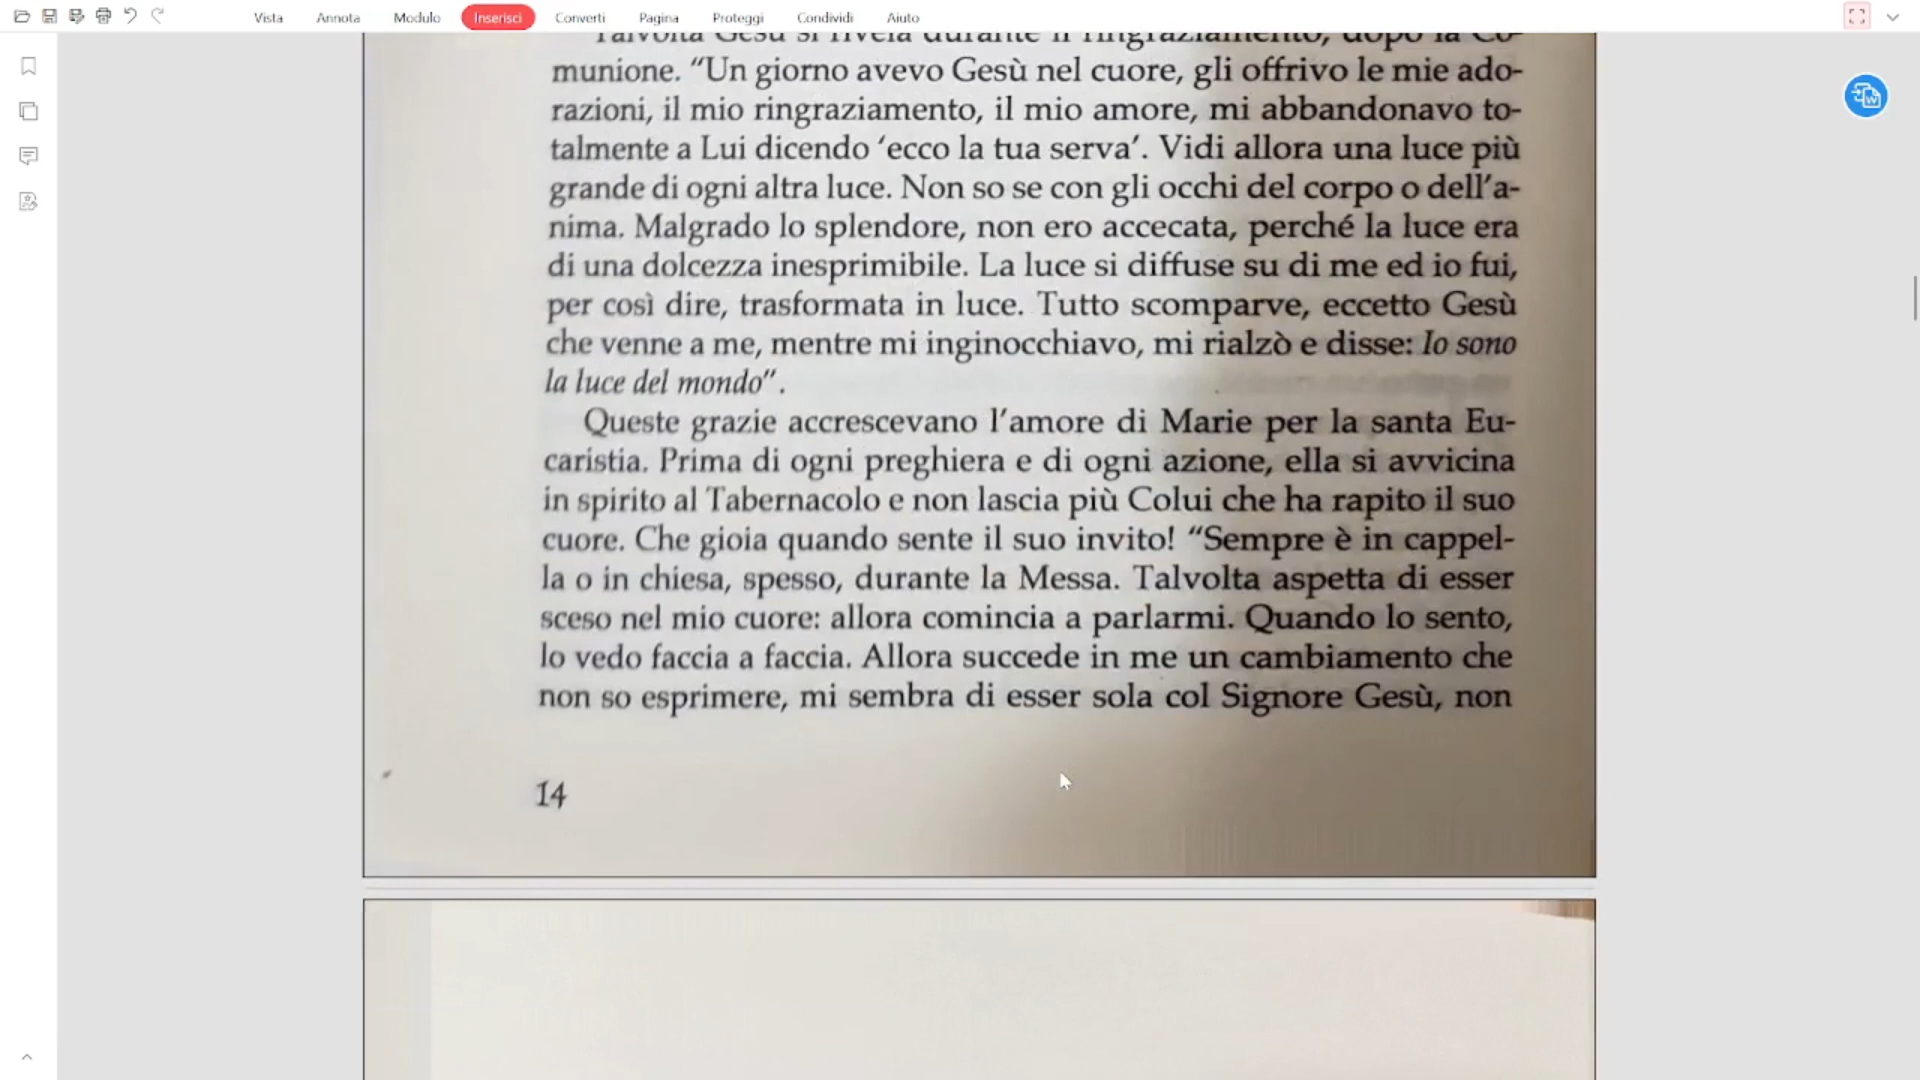 Vista Annota Modulo Inserisci Converti Pagina Proteggi Condividi Aiuto
Talvolta Gesù si rivela durante il ringraziamento, dopo la Co-
munione. “Un giorno avevo Gesù nel cuore, gli offrivo le mie ado-
razioni, il mio ringraziamento, il mio amore, mi abbandonavo to-
talmente a Lui dicendo ‘ecco la tua serva’. Vidi allora una luce più
grande di ogni altra luce. Non so se con gli occhi del corpo o dell’a-
nima. Malgrado lo splendore, non ero accecata, perché la luce era
di una dolcezza inesprimibile. La luce si diffuse su di me ed io fui,
per così dire, trasformata in luce. Tutto scomparve, eccetto Gesù
che venne a me, mentre mi inginocchiavo, mi rialzò e disse: Io sono
la luce del mondo”.
Queste grazie accrescevano l’amore di Marie per la santa Eu-
caristia. Prima di ogni preghiera e di ogni azione, ella si avvicina
in spirito al Tabernacolo e non lascia più Colui che ha rapito il suo
cuore. Che gioia quando sente il suo invito! “Sempre è in cappel-
la o in chiesa, spesso, durante la Messa. Talvolta aspetta di esser
sceso nel mio cuore: allora comincia a parlarmi. Quando lo sento,
lo vedo faccia a faccia. Allora succede in me un cambiamento che
non so esprimere, mi sembra di esser sola col Signore Gesù, non
14